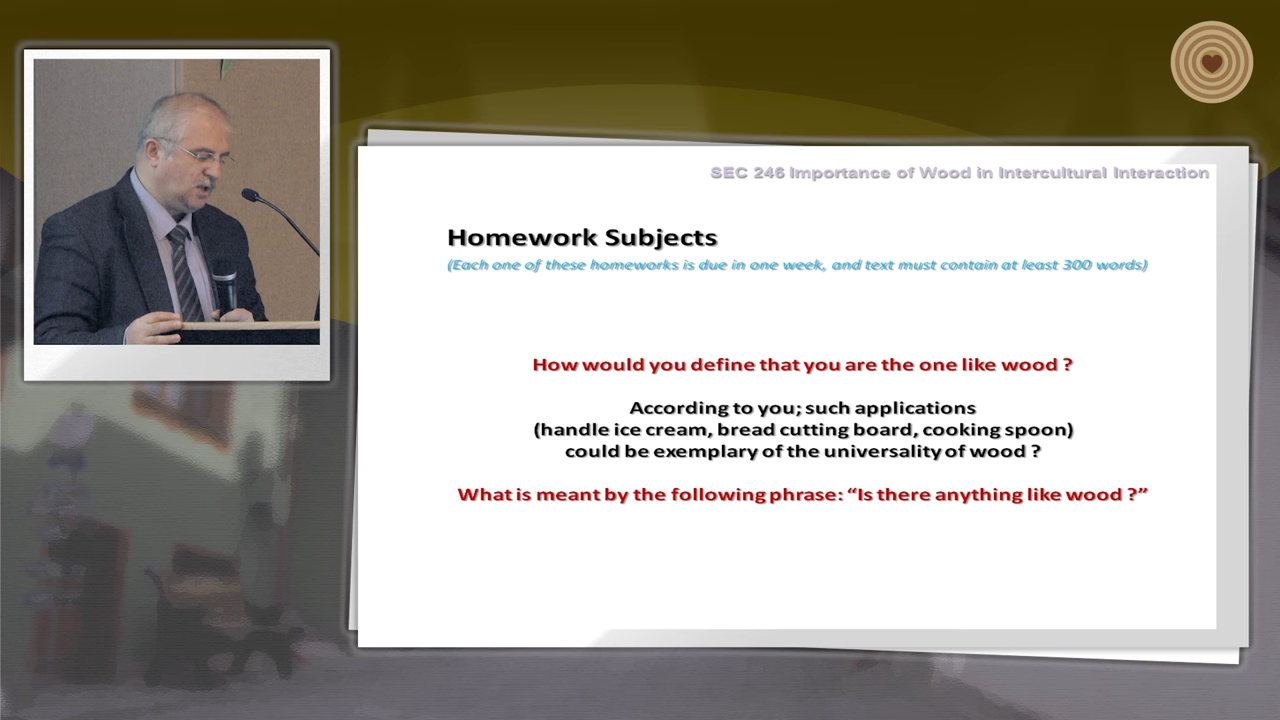 SEC 246 Importance of Wood in Intercultural Interaction
Homework Subjects
(Each one of these homeworks is due in one week, and text must contain at least 300 words)
How would you define that you are the one like wood ?
According to you; such applications
(handle ice cream, bread cutting board, cooking spoon)
could be exemplary of the universality of wood ?
What is meant by the following phrase: “Is there anything like wood ?”